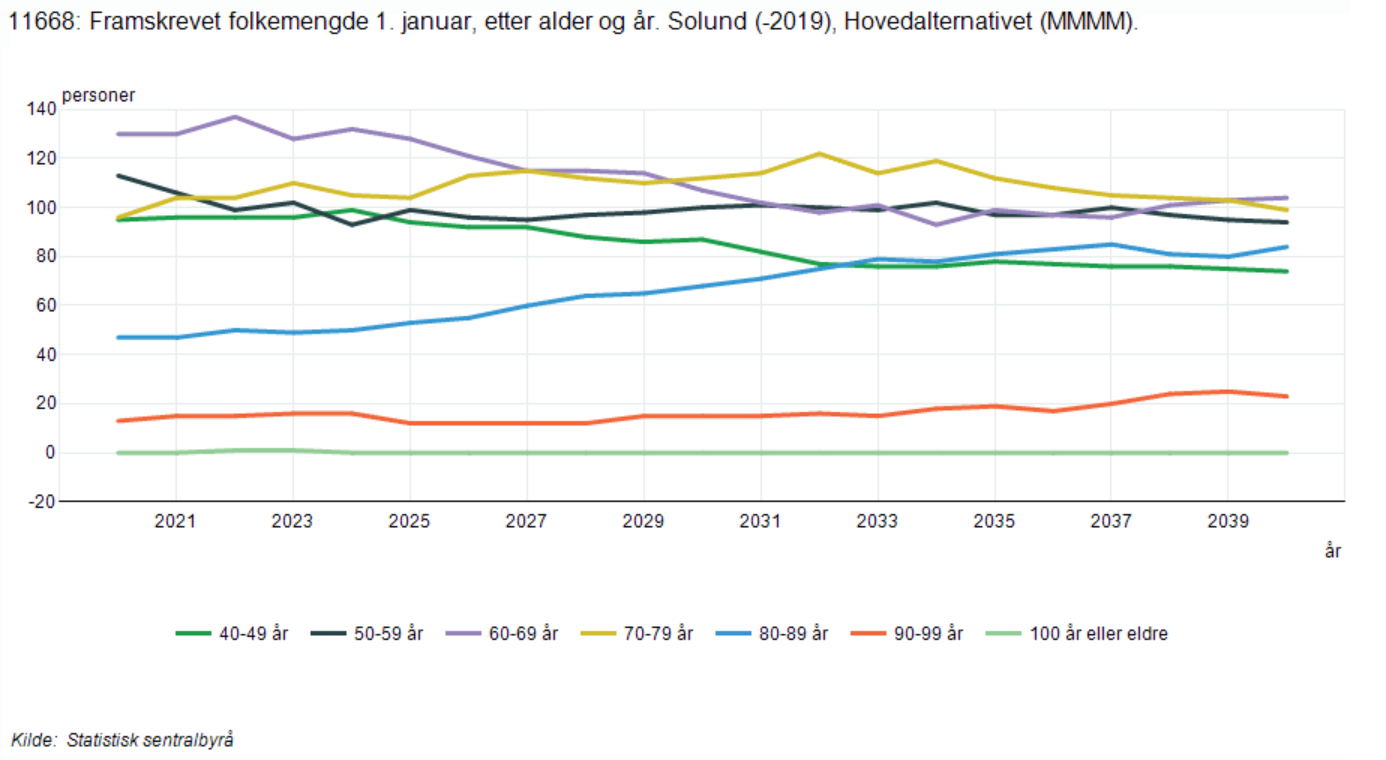 11668: Framskrevet folkemengde 1. januar, etter alder og år. Solund (-2019), Hovedalternativet (MMMM).
personer
140
120
100
80
60
40
20
0
-20
2021 2023 2025 2027 2029 2031 2033 2035 2037 2039
år
40-49 år 50-59 år 60-69 år 70-79 år 80-89 år 90-99 år 100 år eller eldre
Kilde: Statistisk sentralbyrå